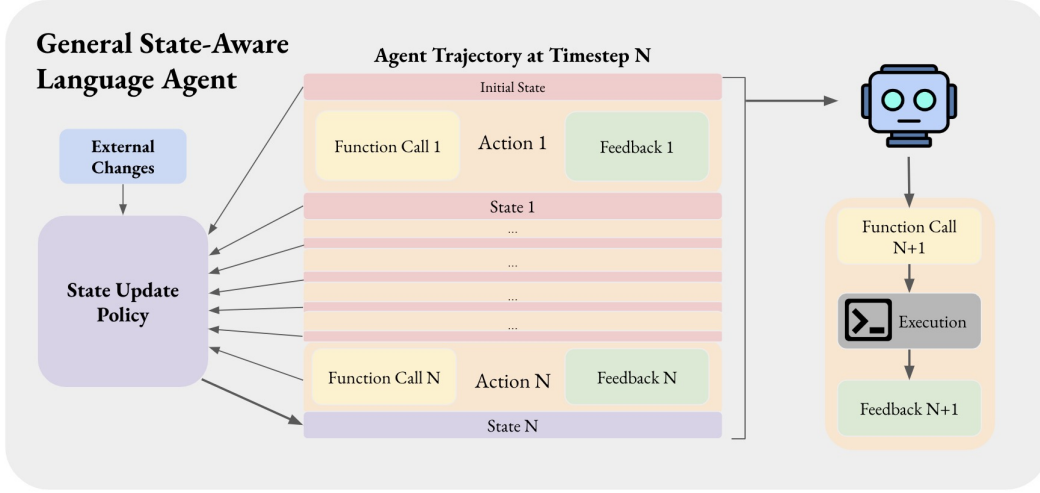 General State-Aware
Language Agent
Agent Trajectory at Timestep N
External
Changes
State Update
Policy
Initial State
Function Call 1
Action 1
Feedback 1
State 1
...
...
...
...
Function Call N
Action N
Feedback N
State N
Function Call
N+1
Execution
Feedback N+1